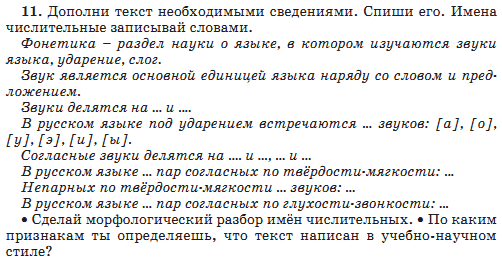 11. Дополни текст необходимыми сведениями. Спиши его. Имена
числительные записывай словами.
Фонетика – раздел науки о языке, в котором изучаются звуки
языка, ударение, слог.
Звук является основной единицей языка наряду со словом и пред-
ложением.
Звуки делятся на ... и ....
В русском языке под ударением встречаются ... звуков: [а], [о],
[у], [э], [и], [ы].
Согласные звуки делятся на .... и ..., ... и ...
В русском языке ... пар согласных по твёрдости-мягкости: ...
Непарных по твёрдости-мягкости ... звуков: ...
В русском языке ... пар согласных по глухости-звонкости: ...
• Сделай морфологический разбор имён числительных. • По каким
признакам ты определяешь, что текст написан в учебно-научном
стиле?